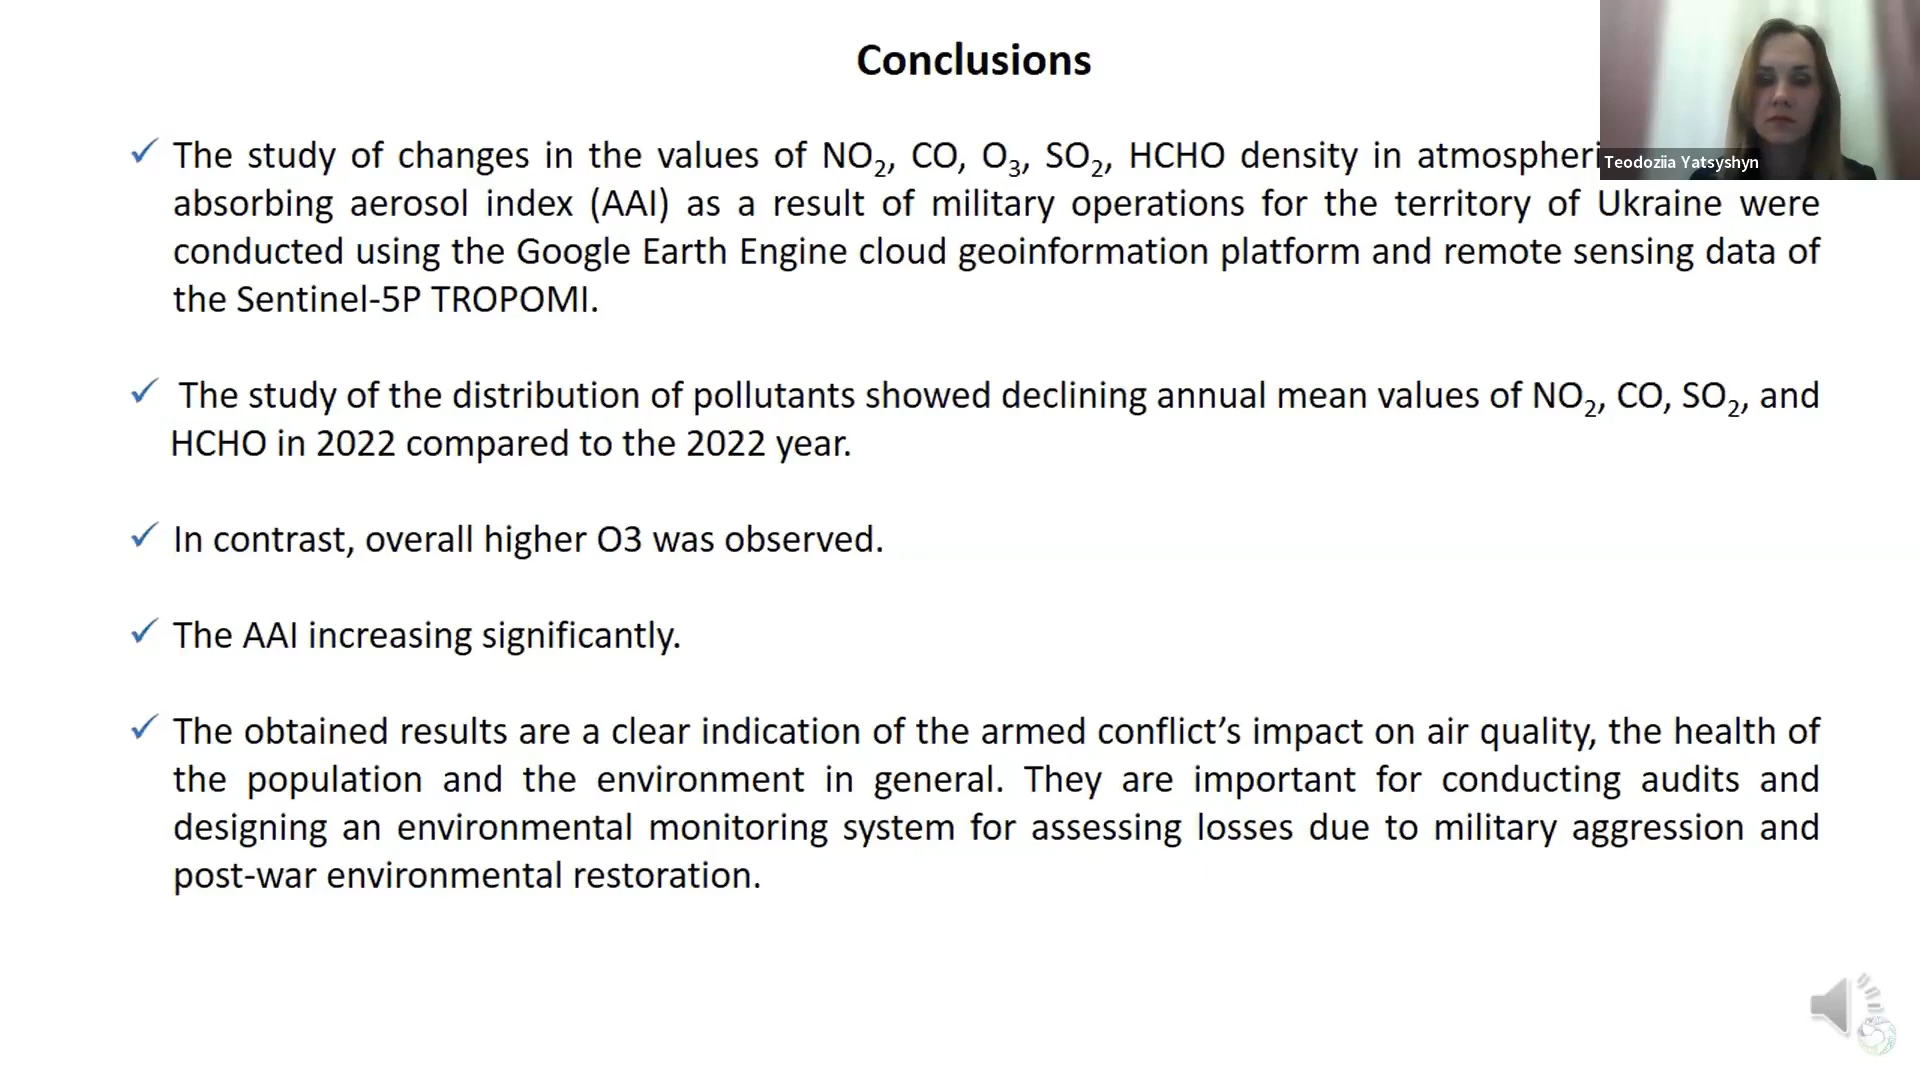 Conclusions
✓ The study of changes in the values of NO₂, CO, O₃, SO₂, HCHO density in
absorbing aerosol index (AAI) as a result of military operations for the territory of Ukraine were
conducted using the Google Earth Engine cloud geoinformation platform and remote sensing data of
the Sentinel-5P TROPOMI.
✓ The study of the distribution of pollutants showed declining annual mean values of NO₂, CO, SO₂, and
HCHO in 2022 compared to the 2022 year.
✓ In contrast, overall higher O3 was observed.
✓ The AAI increasing significantly.
✓ The obtained results are a clear indication of the armed conflict’s impact on air quality, the health of
the population and the environment in general. They are important for conducting audits and
designing an environmental monitoring system for assessing losses due to military aggression and
post-war environmental restoration.
Teodoziia Yatsyshyn